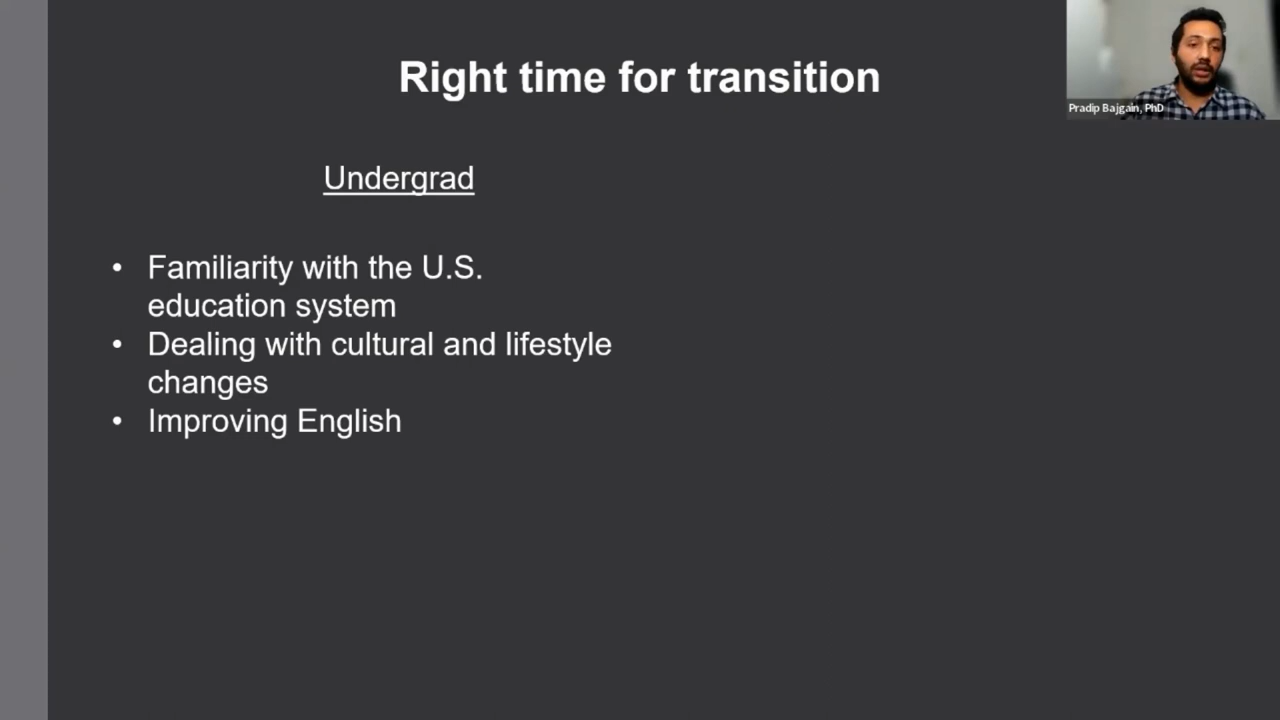 Right time for transition
Pradip Bajgain, PhD
Undergrad
• Familiarity with the U.S.
education system
• Dealing with cultural and lifestyle
changes
• Improving English